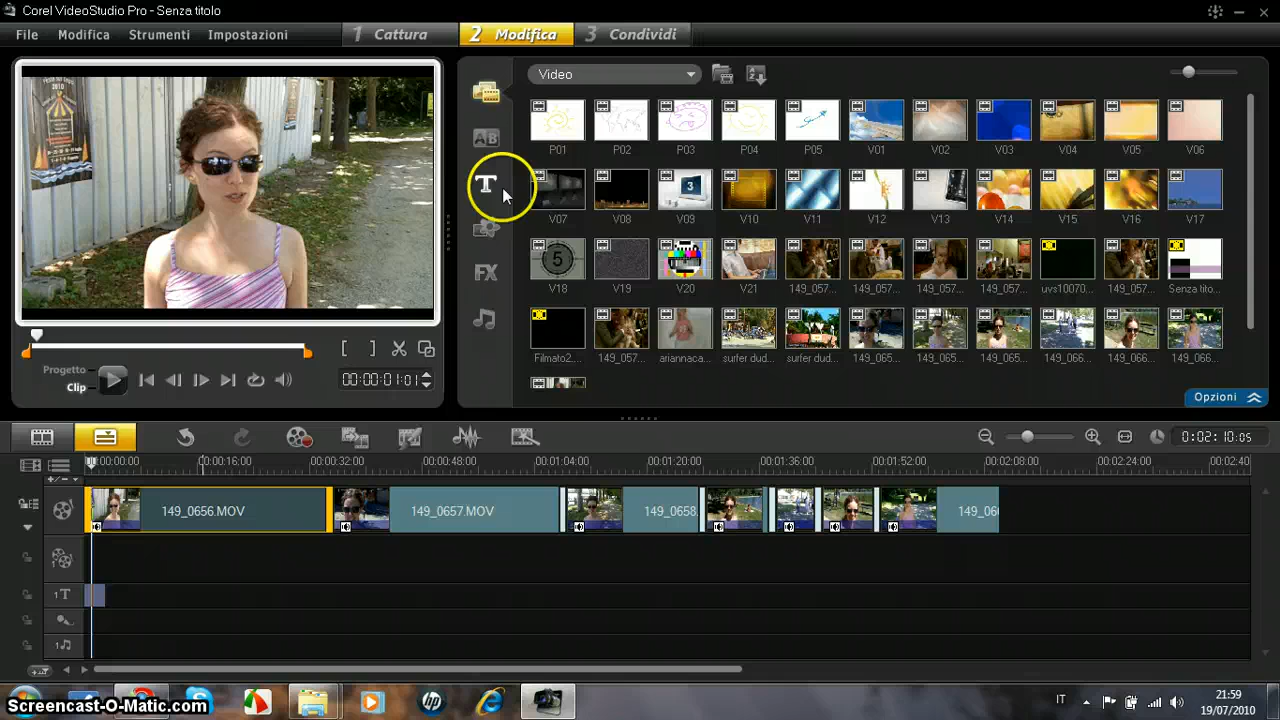 Corel VideoStudio Pro - Senza titolo
File Modifica Strumenti Impostazioni
1 Cattura 2 Modifica 3 Condividi
Video
P01 P02 P03 P04 P05 V01 V02 V03 V04 V05 V06
V07 V08 V09 V10 V11 V12 V13 V14 V15 V16 V17
V18 V19 V20 V21 149_057... 149_057... 149_057... 149_057... uvs10070... 149_057... Senza tito...
Filmato2... 149_057... ariannaca... surfer dud... surfer dud... 149_065... 149_065... 149_065... 149_066... 149_066... 149_066...
AB
T
FX
Progetto
Clip
00:00:01:01
Opzioni
0:02:10:05
00:00:16:00 00:00:32:00 00:00:48:00 00:01:04:00 00:01:20:00 00:01:36:00 00:01:52:00 00:02:08:00 00:02:24:00 00:02:40
149_0656.MOV 149_0657.MOV 149_0658. 149_06
1T
1
IT
21:59
19/07/2010
Screencast-O-Matic.com